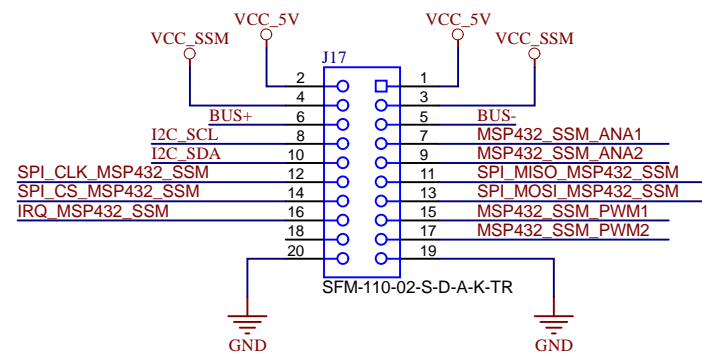 VCC_5V VCC_5V
VCC_SSM VCC_SSM
J17
2 1
4 3
BUS+ 6 5 BUS-
I2C_SCL 8 7 MSP432_SSM_ANA1
I2C_SDA 10 9 MSP432_SSM_ANA2
SPI_CLK_MSP432_SSM 12 11 SPI_MISO_MSP432_SSM
SPI_CS_MSP432_SSM 14 13 SPI_MOSI_MSP432_SSM
IRQ_MSP432_SSM 16 15 MSP432_SSM_PWM1
18 17 MSP432_SSM_PWM2
20 19
SFM-110-02-S-D-A-K-TR
GND GND